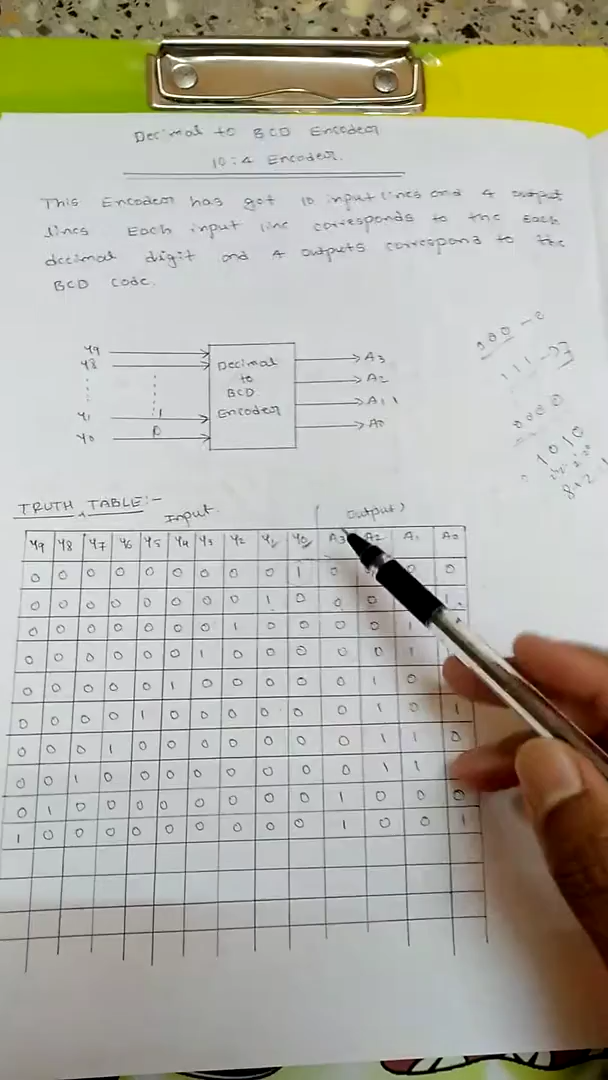 Decimal to BCD Encoder
10:4 Encoder.
This Encoder has got 10 input lines and 4 output
lines Each input line corresponds to the Each
decimal digit and 4 outputs correspond to the
BCD code.
Y9
Y8
Y1
Y0
1
0
Decimal
to
BCD
Encoder
A3
A2
A1
A0
000-0
111-7
0000
1010
8421
TRUTH TABLE:-
Input
Output
Y9 Y8 Y7 Y6 Y5 Y4 Y3 Y2 Y1 Y0 A3 A2 A1 A0
0 0 0 0 0 0 0 0 0 1 0 0 0
0 0 0 0 0 0 0 0 1 0 0 0 1
0 0 0 0 0 0 0 1 0 0 0 0 1
0 0 0 0 0 0 1 0 0 0 0 0 1
0 0 0 0 0 1 0 0 0 0 0 1 0
0 0 0 0 1 0 0 0 0 0 0 1 0 1
0 0 0 1 0 0 0 0 0 0 0 1 1 0
0 0 1 0 0 0 0 0 0 0 0 1 1
0 1 0 0 0 0 0 0 0 0 1 0 0 0
1 0 0 0 0 0 0 0 0 0 1 0 0 1